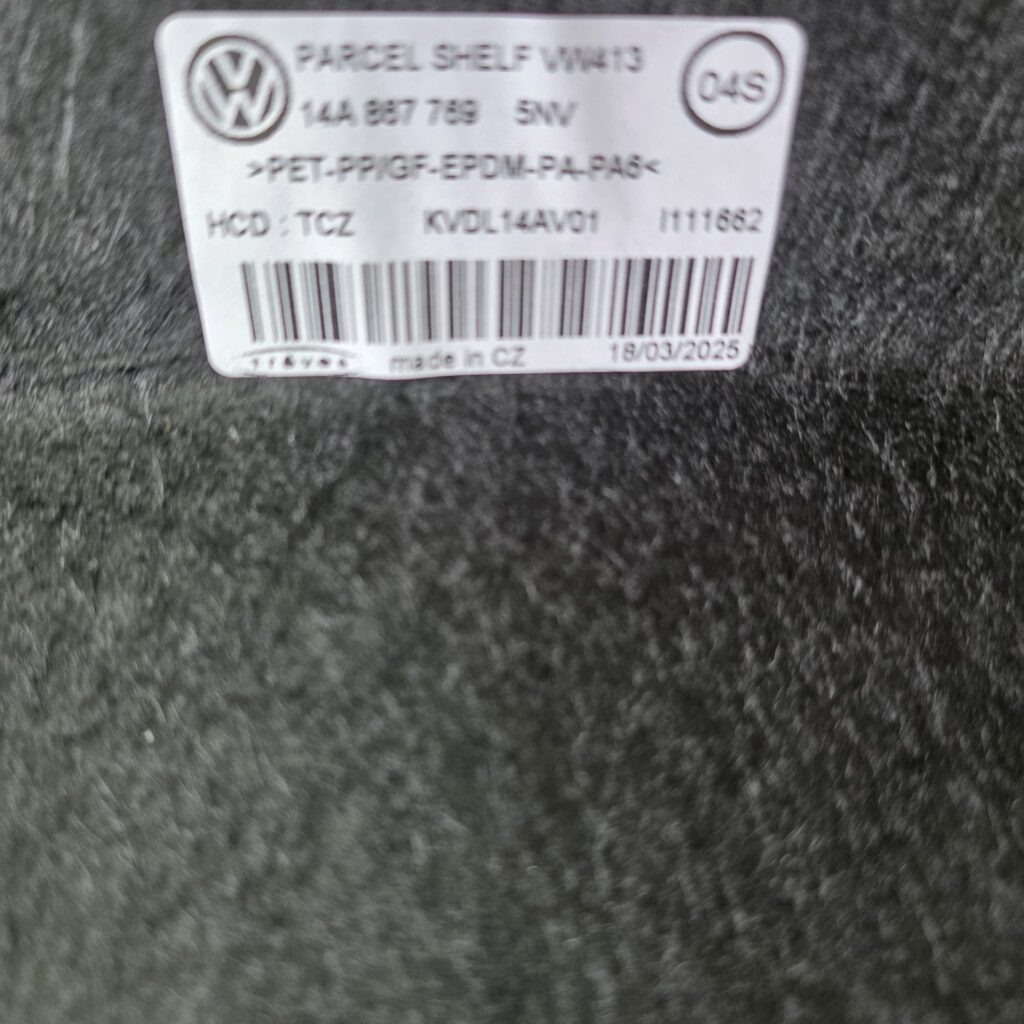 PARCEL SHELF VW413
04S
14A 867 769 5NV
>PET-PP/GF-EPDM-PA-PA6<
HCD : TCZ KVDL14AV01 I111662
treves made in CZ 18/03/2025